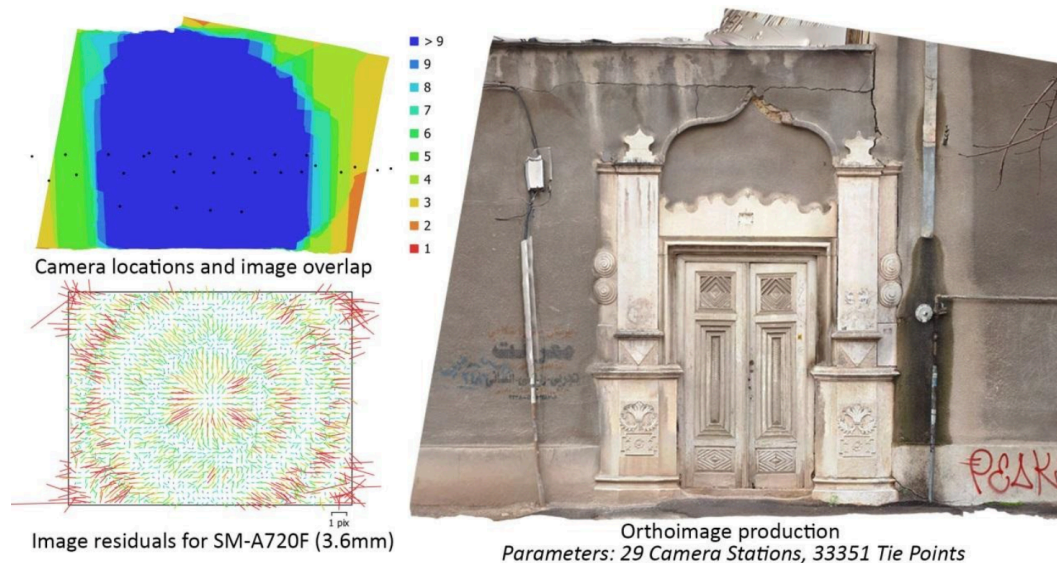 > 9
9
8
7
6
5
4
3
2
1
Camera locations and image overlap
1 pix
Image residuals for SM-A720F (3.6mm)
PEAK
Orthoimage production
Parameters: 29 Camera Stations, 33351 Tie Points